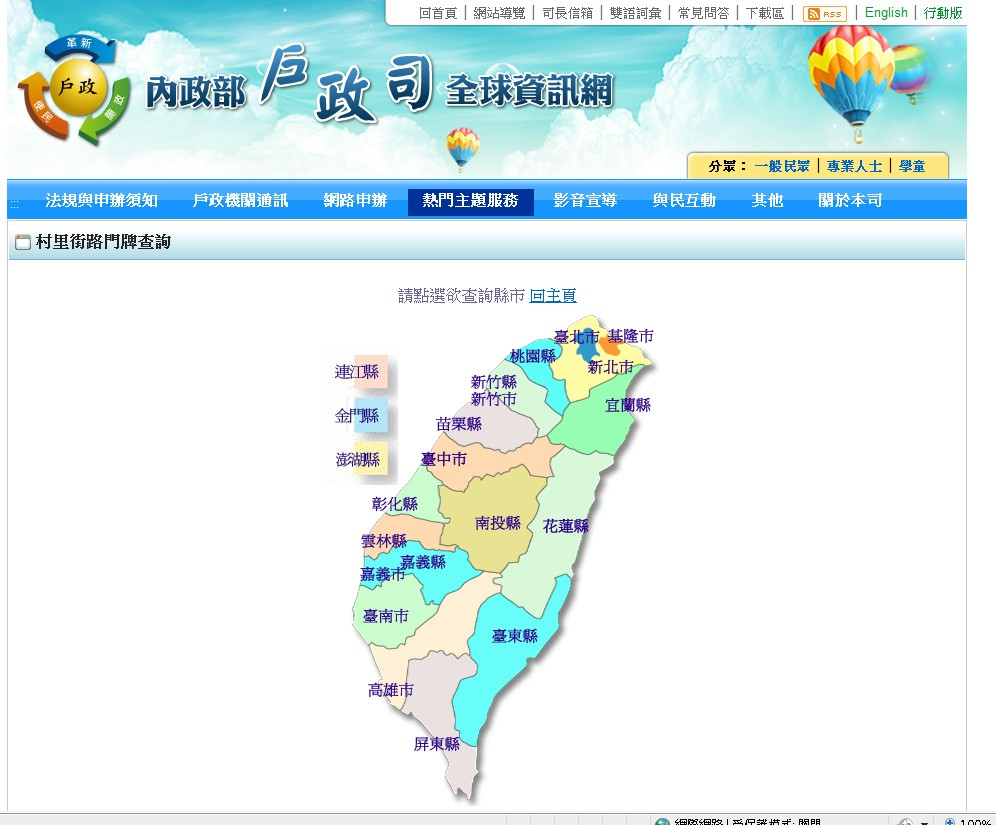 回首頁 | 網站導覽 | 司長信箱 | 雙語詞彙 | 常見問答 | 下載區 | RSS | English | 行動版
革新
戶政
便民
內政部戶政司全球資訊網
分眾： 一般民眾 | 專業人士 | 學童
... 法規與申辦須知 戶政機關通訊 網路申辦 熱門主題服務 影音宣導 與民互動 其他 關於本司
村里街路門牌查詢
請點選欲查詢縣市 回主頁
臺北市 基隆市
桃園縣
新北市
連江縣
新竹縣
新竹市
宜蘭縣
金門縣
苗栗縣
澎湖縣
臺中市
彰化縣
南投縣
花蓮縣
雲林縣
嘉義縣
嘉義市
臺南市
臺東縣
高雄市
屏東縣
100%